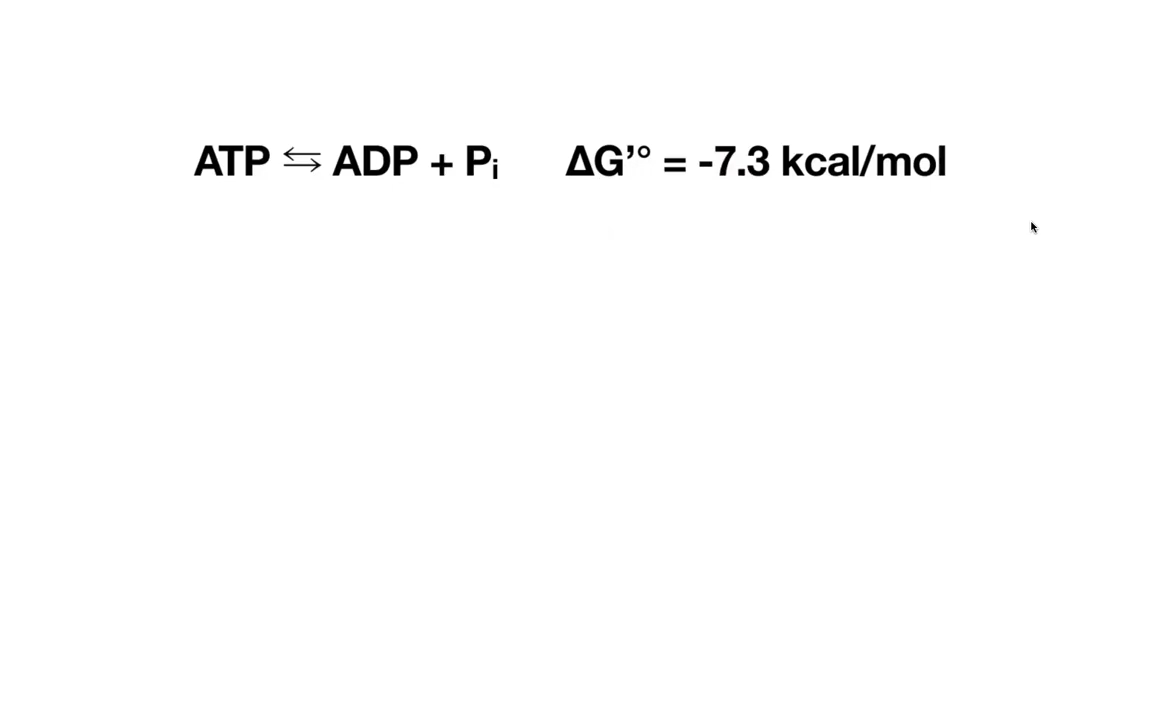 ATP ⇆ ADP + Pᵢ ΔG’° = -7.3 kcal/mol